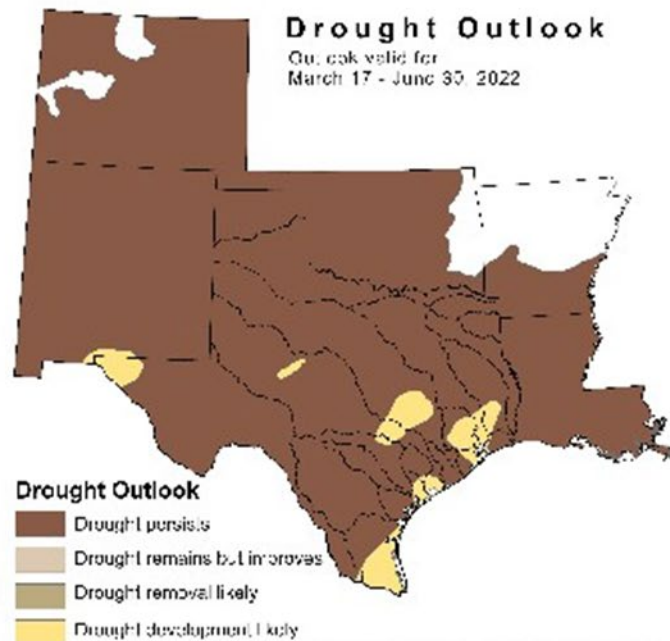 Drought Outlook
Outlook valid for
March 17 - June 30, 2022
Drought Outlook
Drought persists
Drought remains but improves
Drought removal likely
Drought development likely